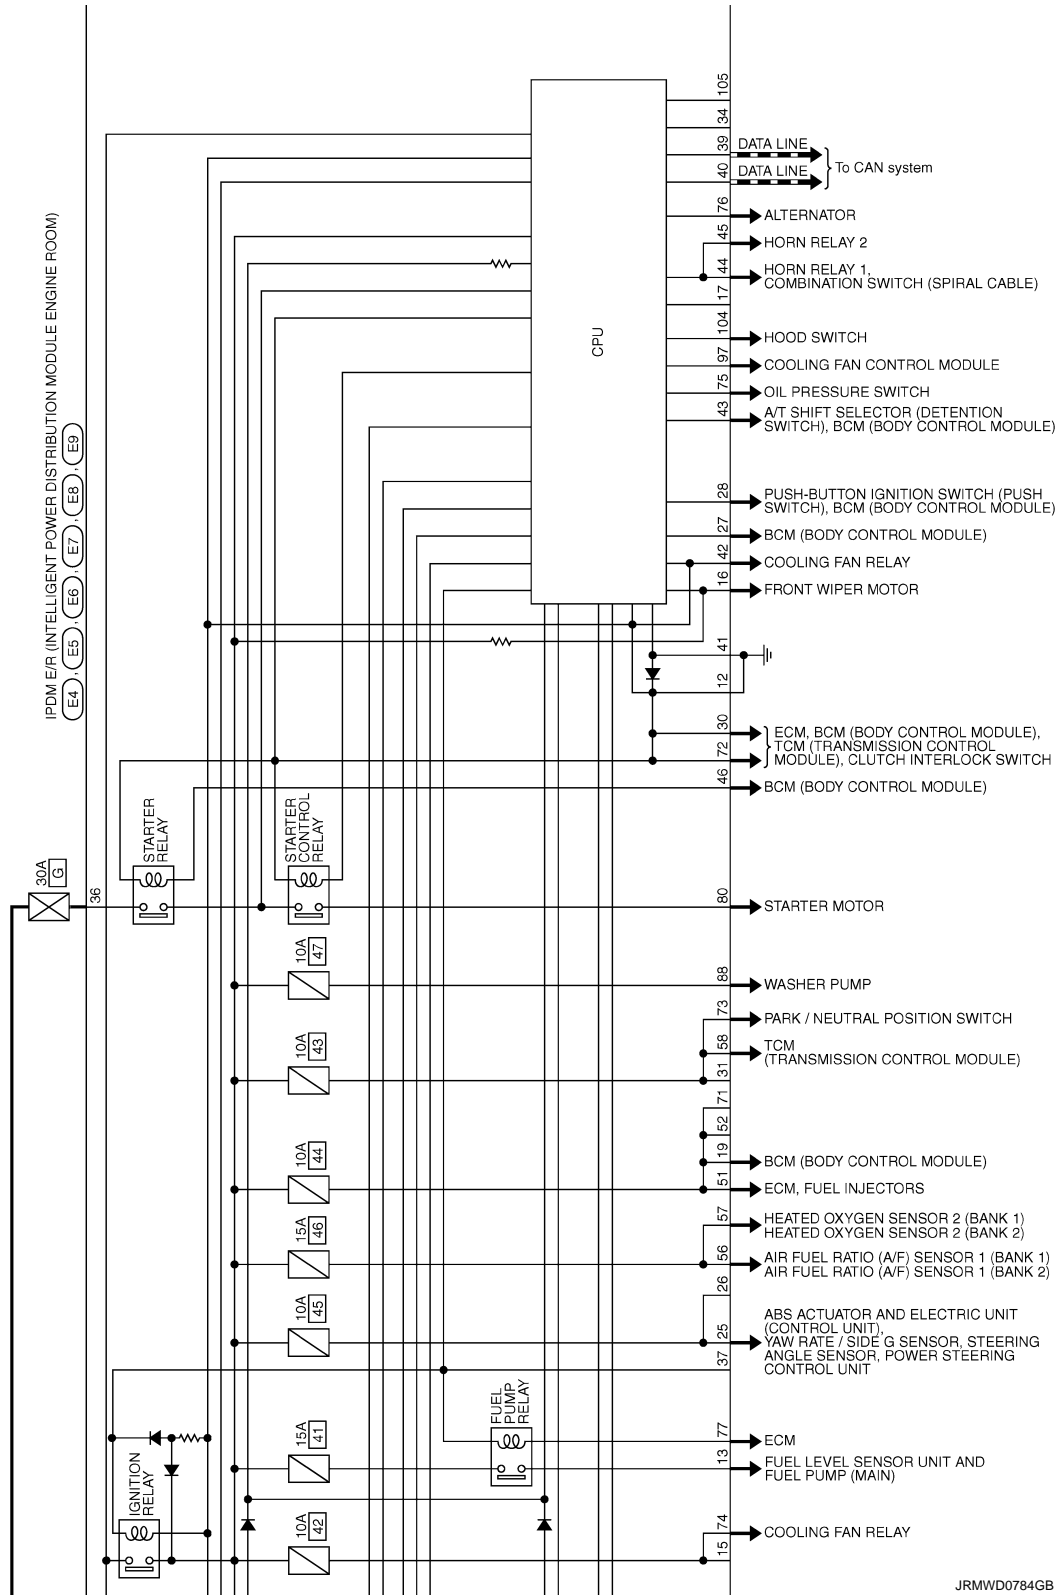 105
34
39
DATA LINE
40
DATA LINE
To CAN system
76
ALTERNATOR
45
HORN RELAY 2
44
HORN RELAY 1,
COMBINATION SWITCH (SPIRAL CABLE)
17
104
HOOD SWITCH
97
COOLING FAN CONTROL MODULE
75
OIL PRESSURE SWITCH
43
A/T SHIFT SELECTOR (DETENTION
SWITCH), BCM (BODY CONTROL MODULE)
CPU
IPDM E/R (INTELLIGENT POWER DISTRIBUTION MODULE ENGINE ROOM)
E4 , E5 , E6 , E7 , E8 , E9
28
PUSH-BUTTON IGNITION SWITCH (PUSH
SWITCH), BCM (BODY CONTROL MODULE)
27
BCM (BODY CONTROL MODULE)
42
COOLING FAN RELAY
16
FRONT WIPER MOTOR
41
12
30
72
ECM, BCM (BODY CONTROL MODULE),
TCM (TRANSMISSION CONTROL
MODULE), CLUTCH INTERLOCK SWITCH
46
BCM (BODY CONTROL MODULE)
30A
G
36
STARTER
RELAY
STARTER
CONTROL
RELAY
80
STARTER MOTOR
10A
47
88
WASHER PUMP
73
PARK / NEUTRAL POSITION SWITCH
10A
43
58
TCM
(TRANSMISSION CONTROL MODULE)
31
71
52
10A
44
19
BCM (BODY CONTROL MODULE)
51
ECM, FUEL INJECTORS
57
HEATED OXYGEN SENSOR 2 (BANK 1)
HEATED OXYGEN SENSOR 2 (BANK 2)
15A
46
56
AIR FUEL RATIO (A/F) SENSOR 1 (BANK 1)
AIR FUEL RATIO (A/F) SENSOR 1 (BANK 2)
26
10A
45
25
ABS ACTUATOR AND ELECTRIC UNIT
(CONTROL UNIT),
YAW RATE / SIDE G SENSOR, STEERING
ANGLE SENSOR, POWER STEERING
CONTROL UNIT
37
FUEL
PUMP
RELAY
15A
41
77
ECM
13
FUEL LEVEL SENSOR UNIT AND
FUEL PUMP (MAIN)
IGNITION
RELAY
10A
42
74
COOLING FAN RELAY
15
JRMWD0784GB